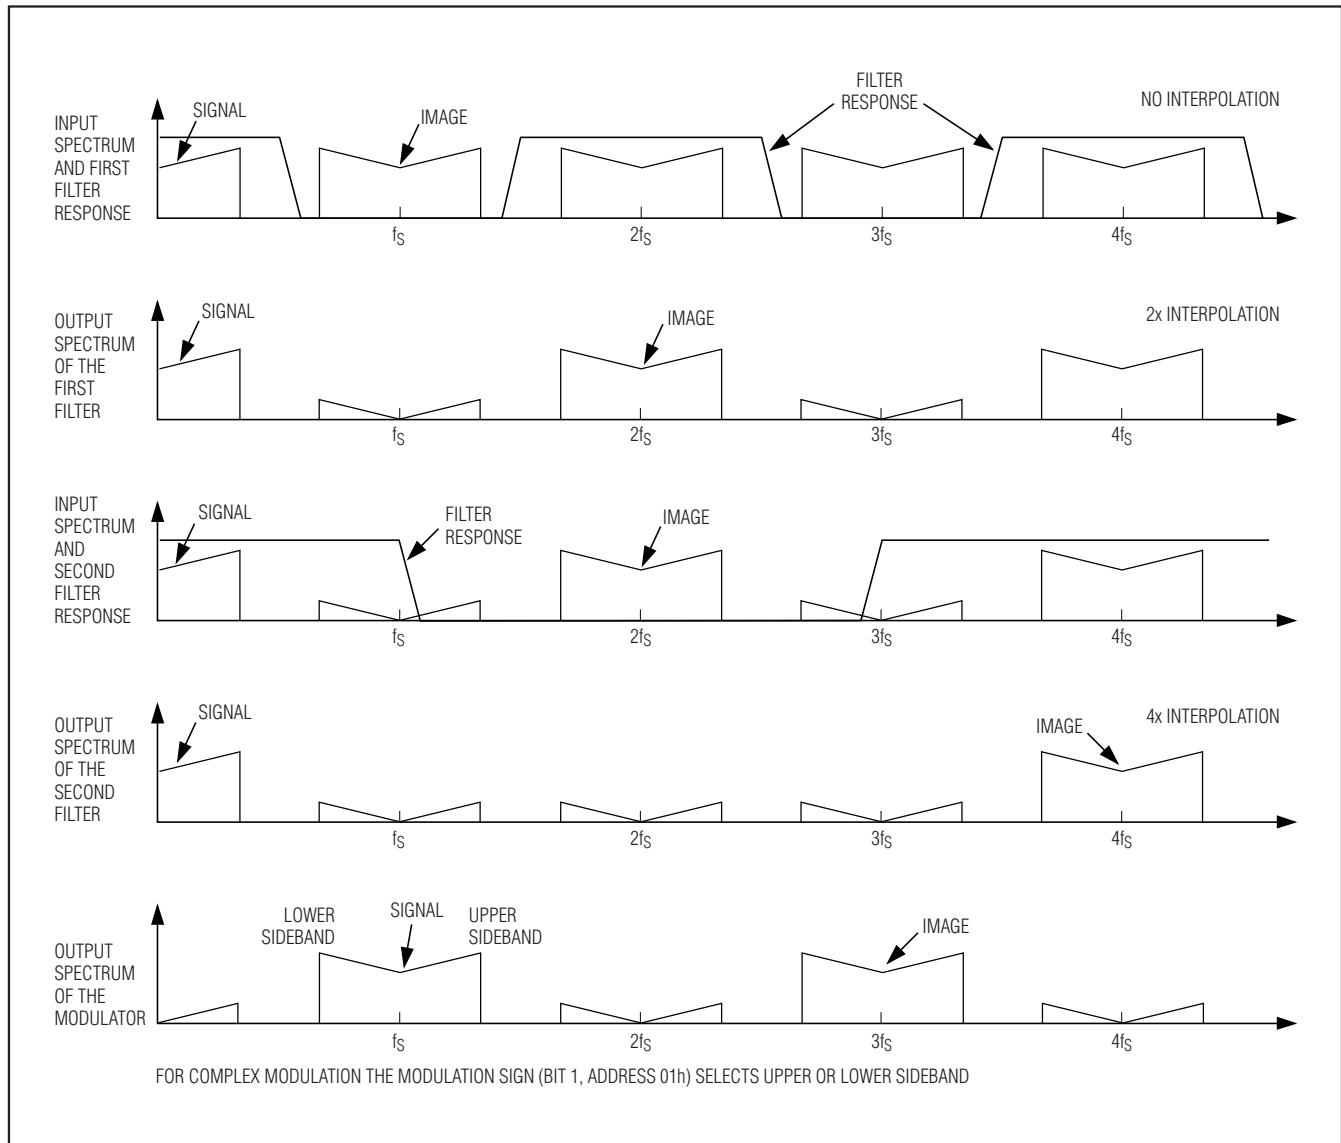 INPUT
SPECTRUM
AND FIRST
FILTER
RESPONSE
SIGNAL
IMAGE
FILTER
RESPONSE
NO INTERPOLATION
fS
2fS
3fS
4fS
OUTPUT
SPECTRUM
OF THE
FIRST
FILTER
SIGNAL
IMAGE
2x INTERPOLATION
fS
2fS
3fS
4fS
INPUT
SPECTRUM
AND
SECOND
FILTER
RESPONSE
SIGNAL
FILTER
RESPONSE
IMAGE
fS
2fS
3fS
4fS
OUTPUT
SPECTRUM
OF THE
SECOND
FILTER
SIGNAL
IMAGE
4x INTERPOLATION
fS
2fS
3fS
4fS
OUTPUT
SPECTRUM
OF THE
MODULATOR
LOWER
SIDEBAND
SIGNAL
UPPER
SIDEBAND
IMAGE
fS
2fS
3fS
4fS
FOR COMPLEX MODULATION THE MODULATION SIGN (BIT 1, ADDRESS 01h) SELECTS UPPER OR LOWER SIDEBAND